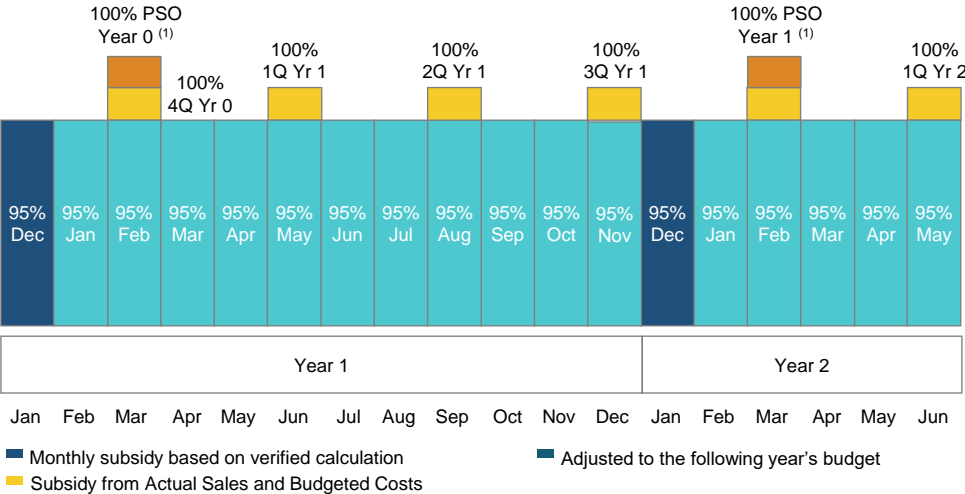 100% PSO
Year 0 (1)
100%
4Q Yr 0
100%
1Q Yr 1
100%
2Q Yr 1
100%
3Q Yr 1
100% PSO
Year 1 (1)
100%
1Q Yr 2
95% 95% 95% 95% 95% 95% 95% 95% 95% 95% 95% 95% 95% 95% 95% 95% 95% 95%
Dec Jan Feb Mar Apr May Jun Jul Aug Sep Oct Nov Dec Jan Feb Mar Apr May
Year 1 Year 2
Jan Feb Mar Apr May Jun Jul Aug Sep Oct Nov Dec Jan Feb Mar Apr May Jun
Monthly subsidy based on verified calculation
Adjusted to the following year's budget
Subsidy from Actual Sales and Budgeted Costs